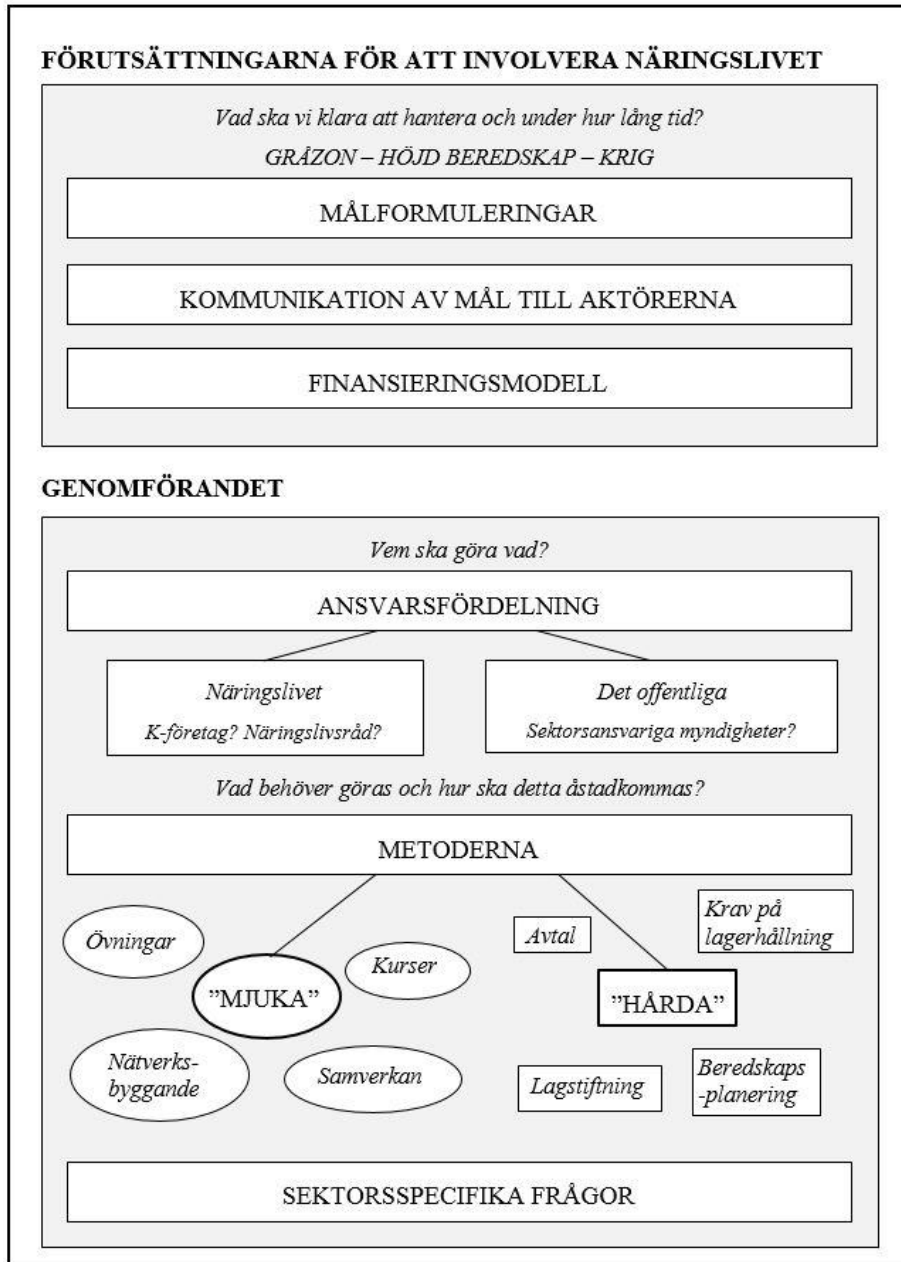 FÖRUTSÄTTNINGARNA FÖR ATT INVOLVERA NÄRINGSLIVET
Vad ska vi klara att hantera och under hur lång tid?
GRÅZON – HÖJD BEREDSKAP – KRIG
MÅLFORMULERINGAR
KOMMUNIKATION AV MÅL TILL AKTÖRERNA
FINANSIERINGSMODELL
GENOMFÖRANDET
Vem ska göra vad?
ANSVARSFÖRDELNING
Näringslivet
K-företag? Näringslivsråd?
Det offentliga
Sektorsansvariga myndigheter?
Vad behöver göras och hur ska detta åstadkommas?
METODERNA
Övningar
Kurser
”MJUKA”
Nätverks-
byggande
Samverkan
Avtal
Krav på
lagerhållning
”HÅRDA”
Lagstiftning
Beredskaps
-planering
SEKTORSSPECIFIKA FRÅGOR